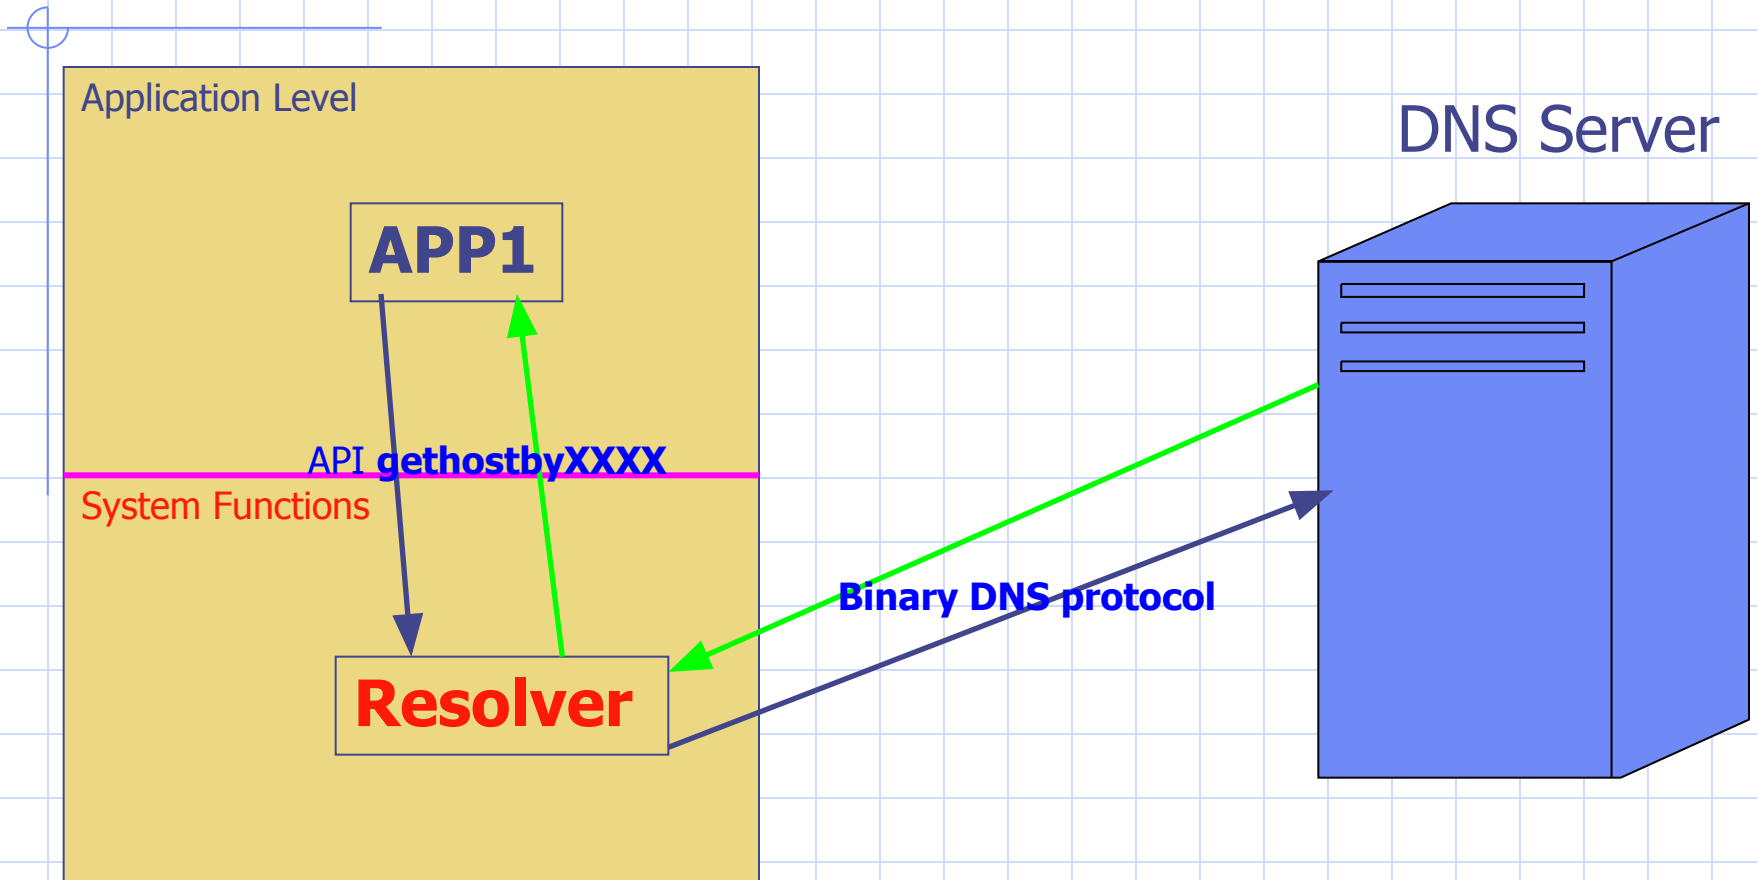 Application Level
DNS Server
APP1
API gethostbyXXXX
System Functions
Binary DNS protocol
Resolver